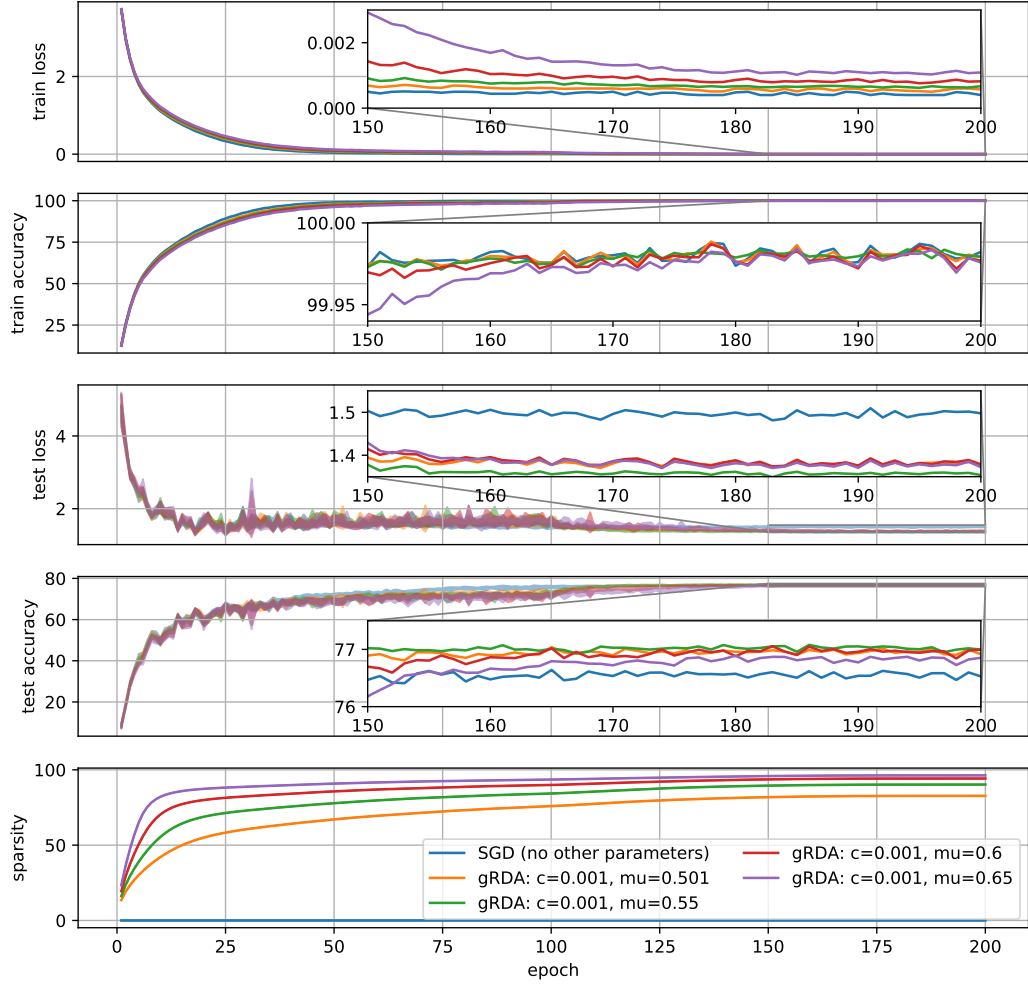 train loss
2
0
0.002
0.000
150 160 170 180 190 200
train accuracy
100
75
50
25
100.00
99.95
150 160 170 180 190 200
test loss
4
2
1.5
1.4
150 160 170 180 190 200
test accuracy
80
60
40
20
77
76
150 160 170 180 190 200
sparsity
100
50
0
SGD (no other parameters)
gRDA: c=0.001, mu=0.501
gRDA: c=0.001, mu=0.55
gRDA: c=0.001, mu=0.6
gRDA: c=0.001, mu=0.65
0 25 50 75 100 125 150 175 200
epoch